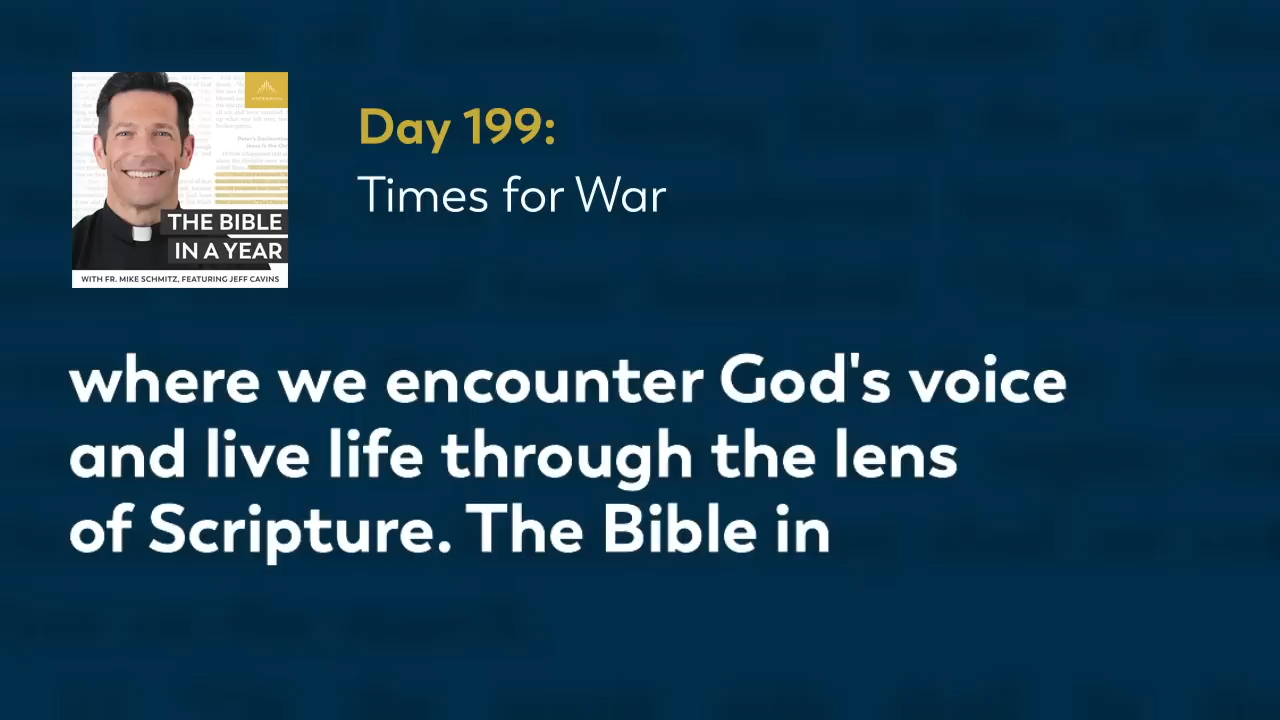 THE BIBLE
IN A YEAR
WITH FR. MIKE SCHMITZ, FEATURING JEFF CAVINS
Day 199:
Times for War
where we encounter God's voice
and live life through the lens
of Scripture. The Bible in